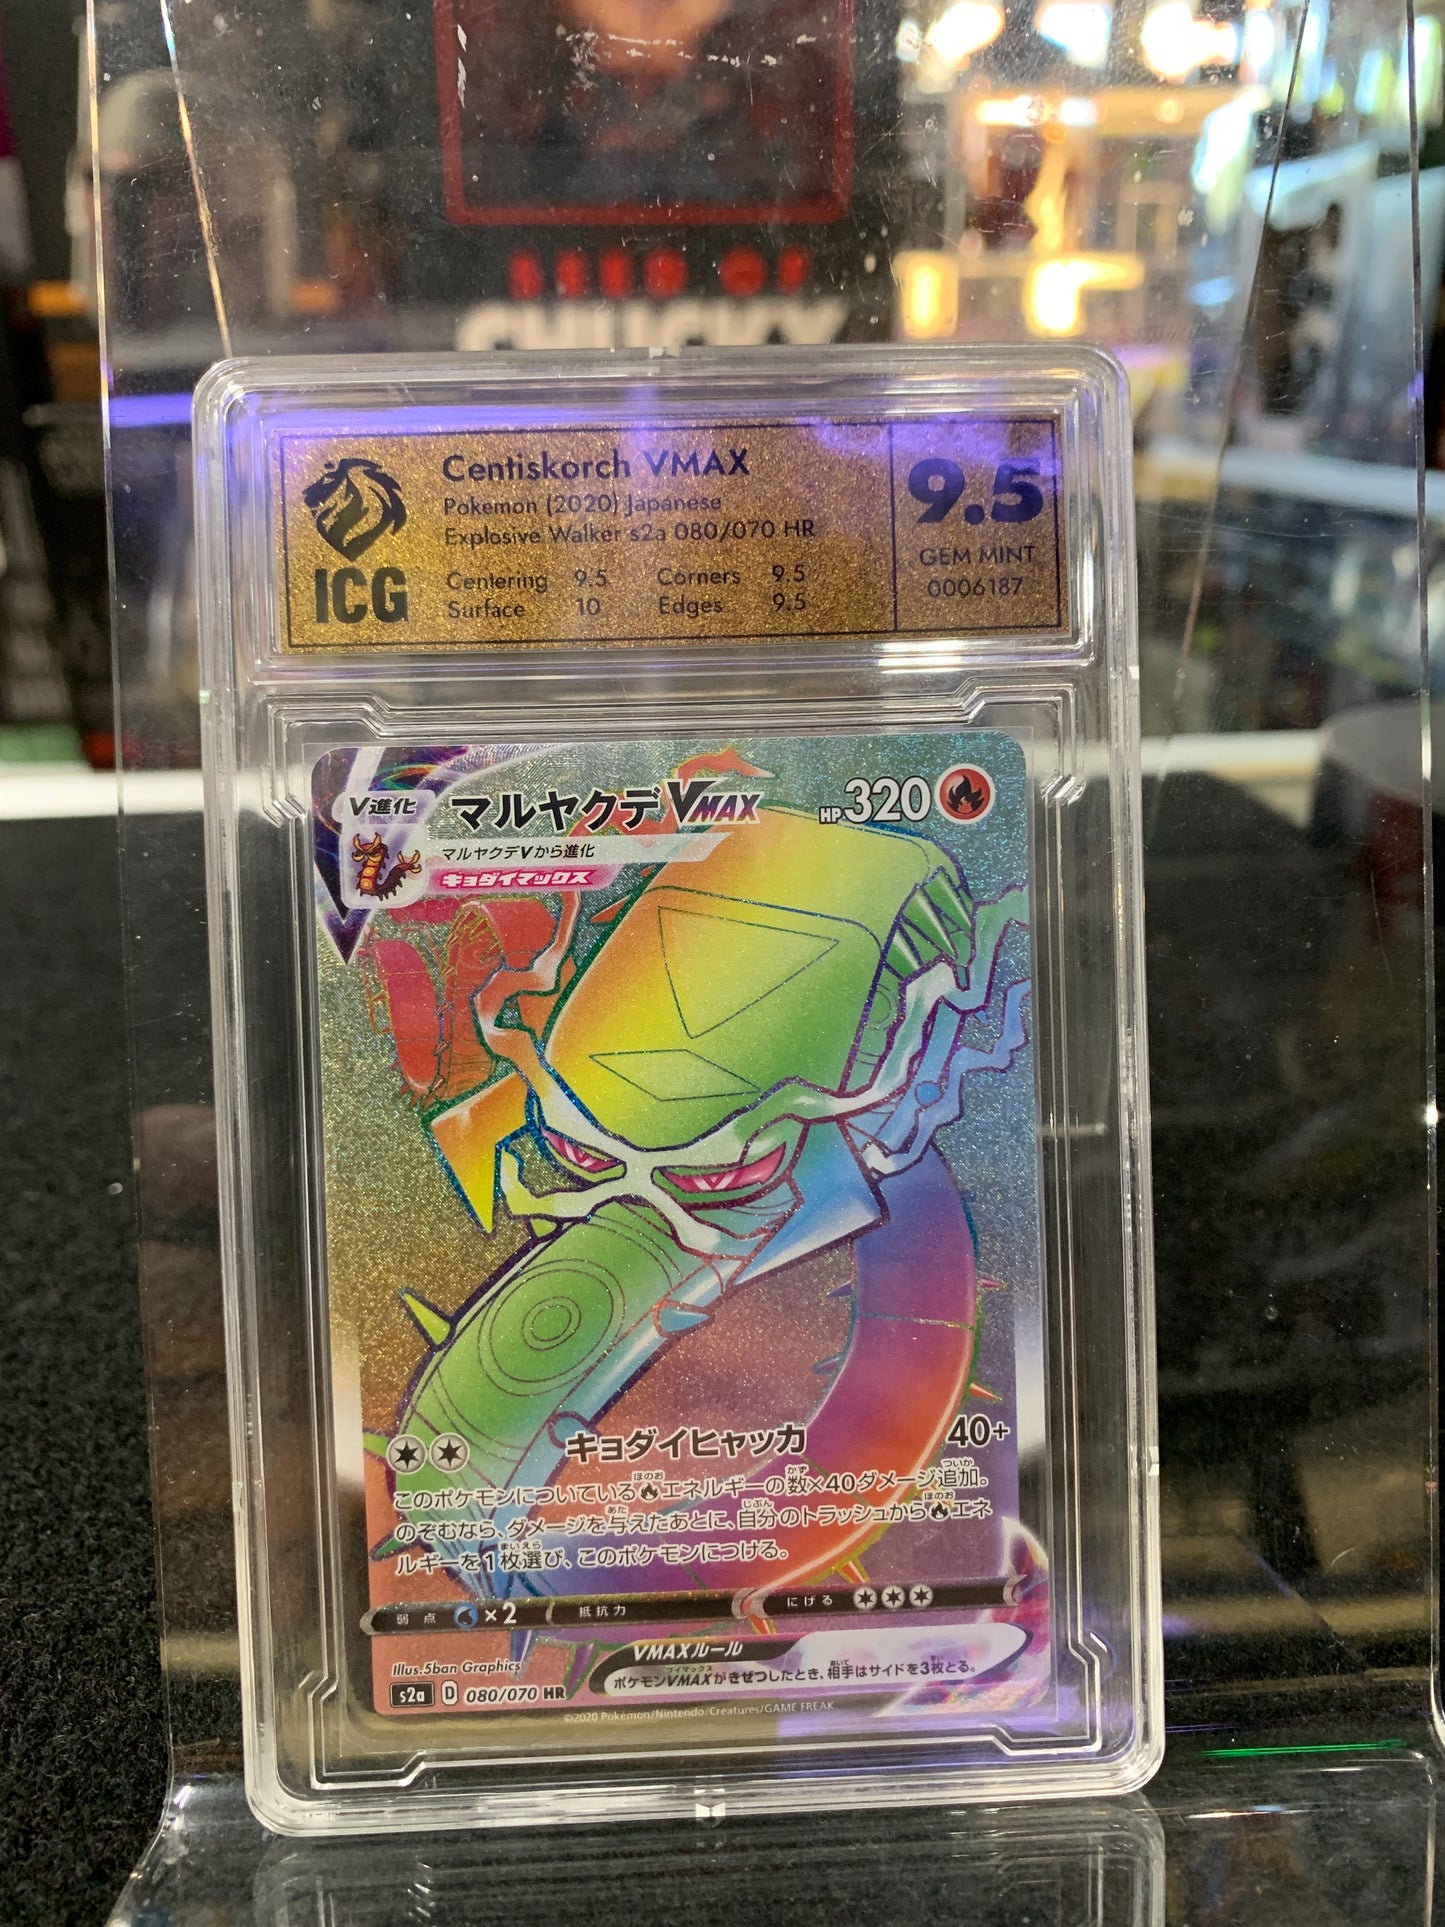 CHUCKY
Centiskorch VMAX
Pokemon (2020) Japanese
Explosive Walker s2a 080/070 HR
Centering 9.5 Corners 9.5
Surface 10 Edges 9.5
ICG
9.5
GEM MINT
0006187
V進化
マルヤクデVMAX
HP320
マルヤクデVから進化
キョダイマックス
キョダイヒャッカ 40+
このポケモンについているエネルギーの数×40ダメージ追加。
のぞむなら、ダメージを与えたあとに、自分のトラッシュからエネ
ルギーを1枚選び、このポケモンにつける。
弱点 ×2 抵抗力 にげる
VMAXルール
ポケモンVMAXがきぜつしたとき、相手はサイドを3枚とる。
Illus.5ban Graphics
s2a D 080/070 HR
©2020 Pokémon/Nintendo/Creatures/GAME FREAK